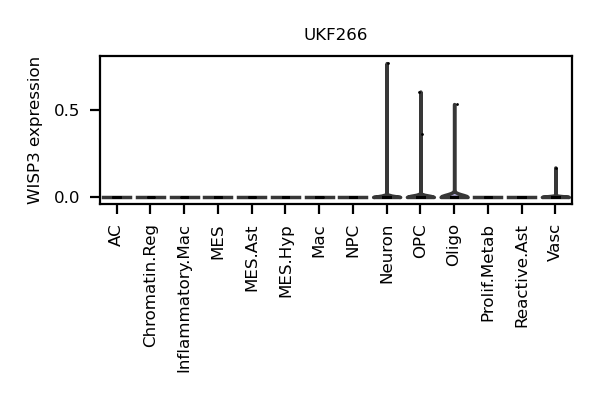 UKF266
WISP3 expression
0.5
0.0
AC
Chromatin.Reg
Inflammatory.Mac
MES
MES.Ast
MES.Hyp
Mac
NPC
Neuron
OPC
Oligo
Prolif.Metab
Reactive.Ast
Vasc